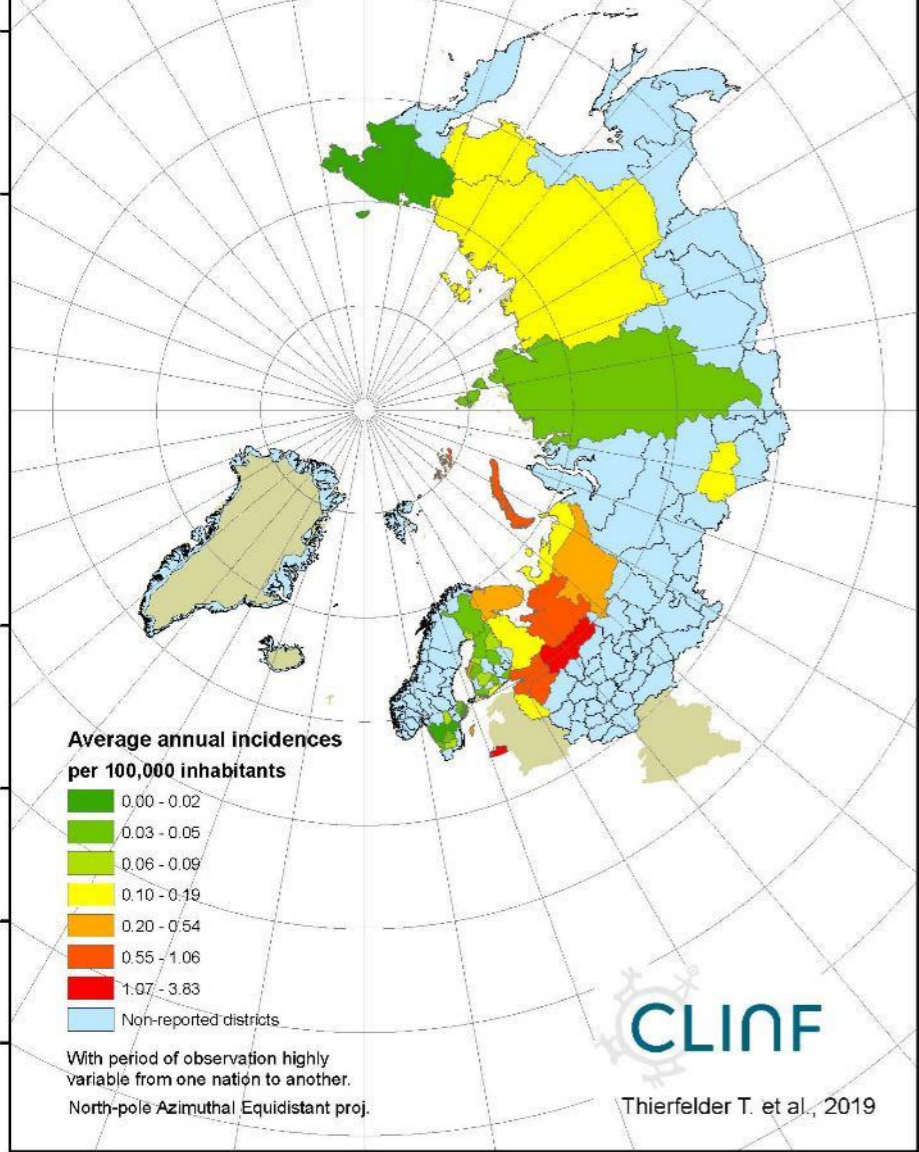 Average annual incidences
per 100,000 inhabitants
0.00 - 0.02
0.03 - 0.05
0.06 - 0.09
0.10 - 0.19
0.20 - 0.54
0.55 - 1.06
1.07 - 3.83
Non-reported districts
With period of observation highly
variable from one nation to another.
North-pole Azimuthal Equidistant proj.
CLINF
Thierfelder T. et al., 2019